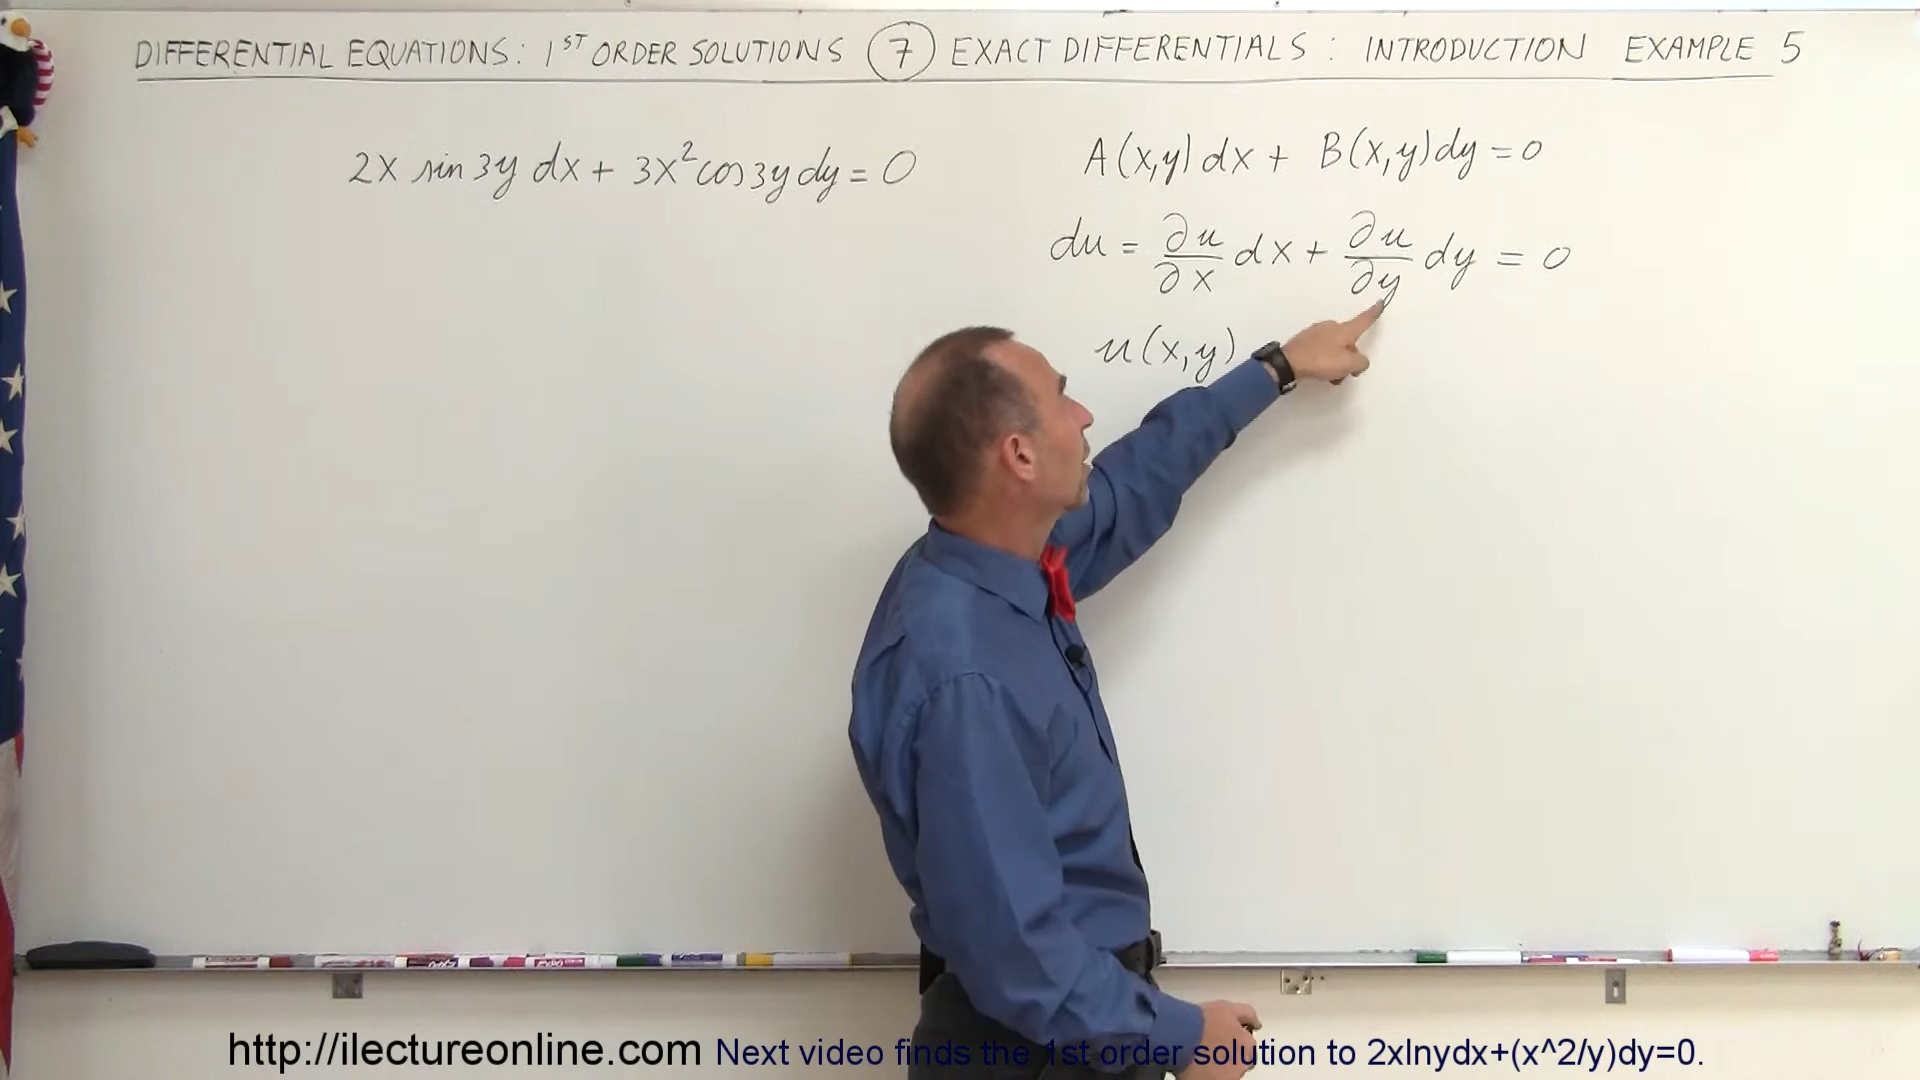 DIFFERENTIAL EQUATIONS: 1ST ORDER SOLUTIONS 7 EXACT DIFFERENTIALS: INTRODUCTION EXAMPLE 5
2x sin 3y dx + 3x² cos 3y dy = 0
A(x,y) dx + B(x,y) dy = 0
du = ∂u/∂x dx + ∂u/∂y dy = 0
u(x,y)
http://ilectureonline.com Next video finds the 1st order solution to 2xlnydx+(x^2/y)dy=0.